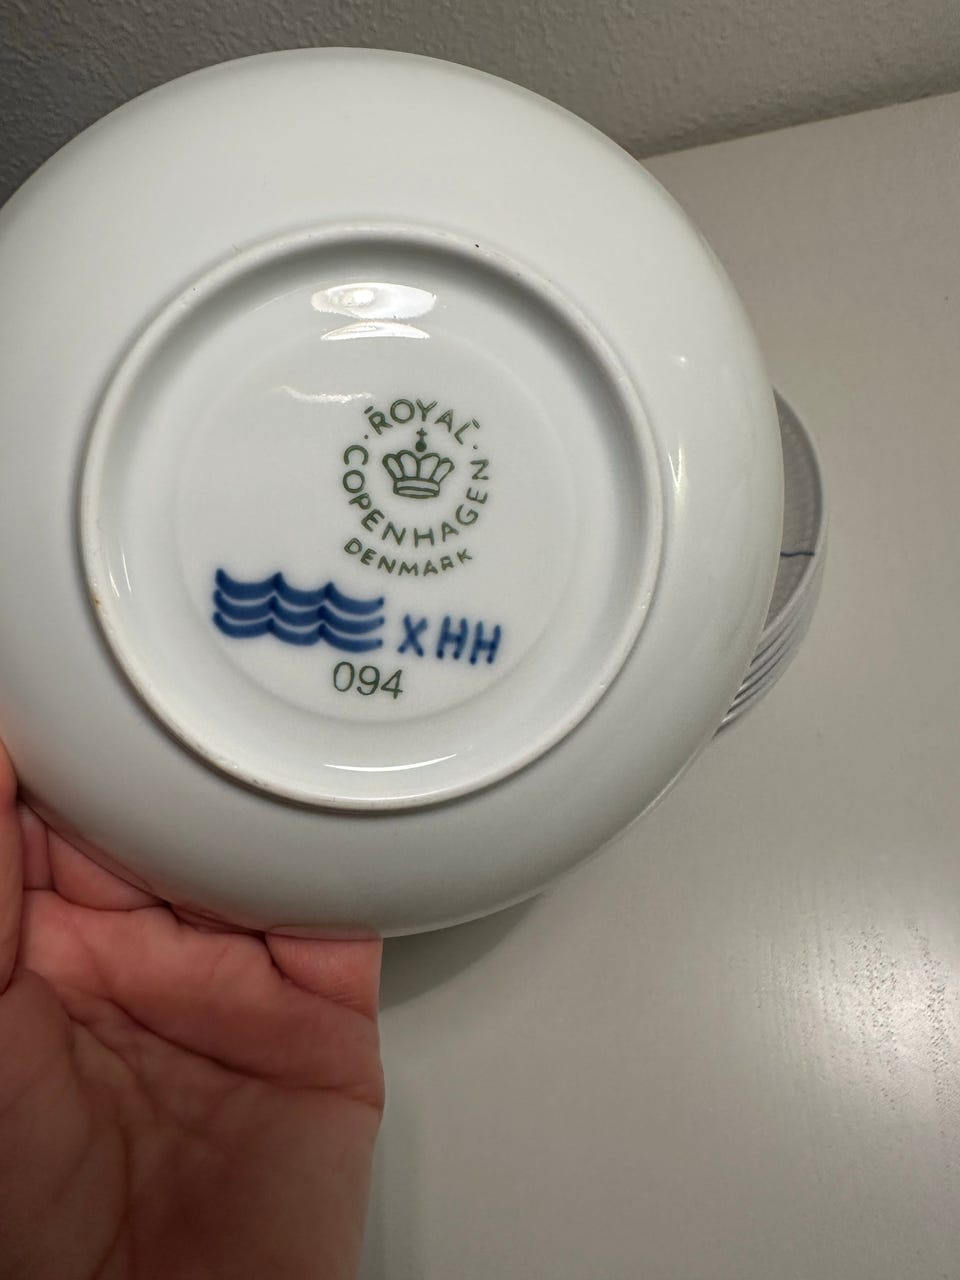 ROYAL
COPENHAGEN
DENMARK
XHH
094